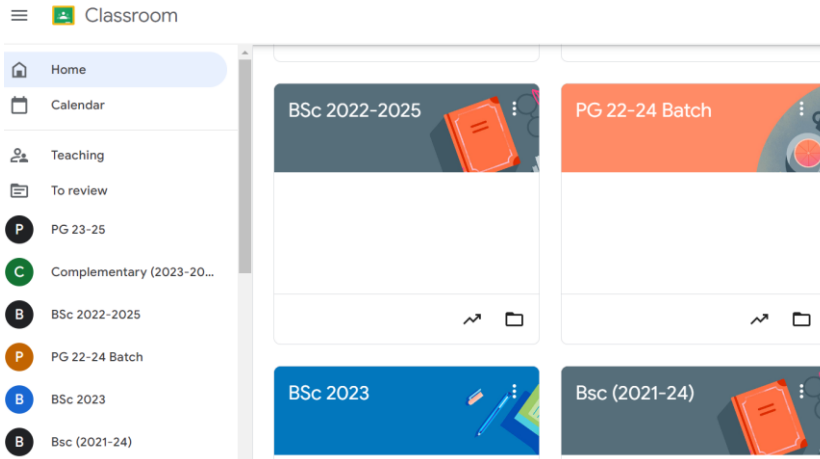 Classroom
Home
Calendar
Teaching
To review
P PG 23-25
C Complementary (2023-20...
B BSc 2022-2025
P PG 22-24 Batch
B BSc 2023
B Bsc (2021-24)
BSc 2022-2025
PG 22-24 Batch
BSc 2023
Bsc (2021-24)